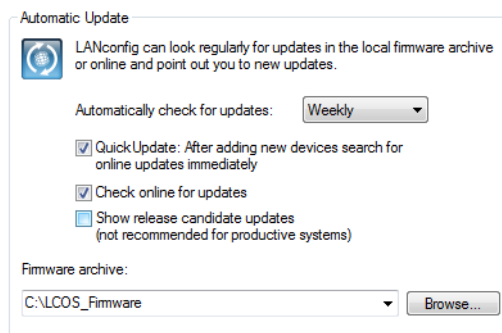 Automatic Update
LANconfig can look regularly for updates in the local firmware archive
or online and point out you to new updates.
Automatically check for updates: Weekly
QuickUpdate: After adding new devices search for
online updates immediately
Check online for updates
Show release candidate updates
(not recommended for productive systems)
Firmware archive:
C:\LCOS_Firmware Browse...